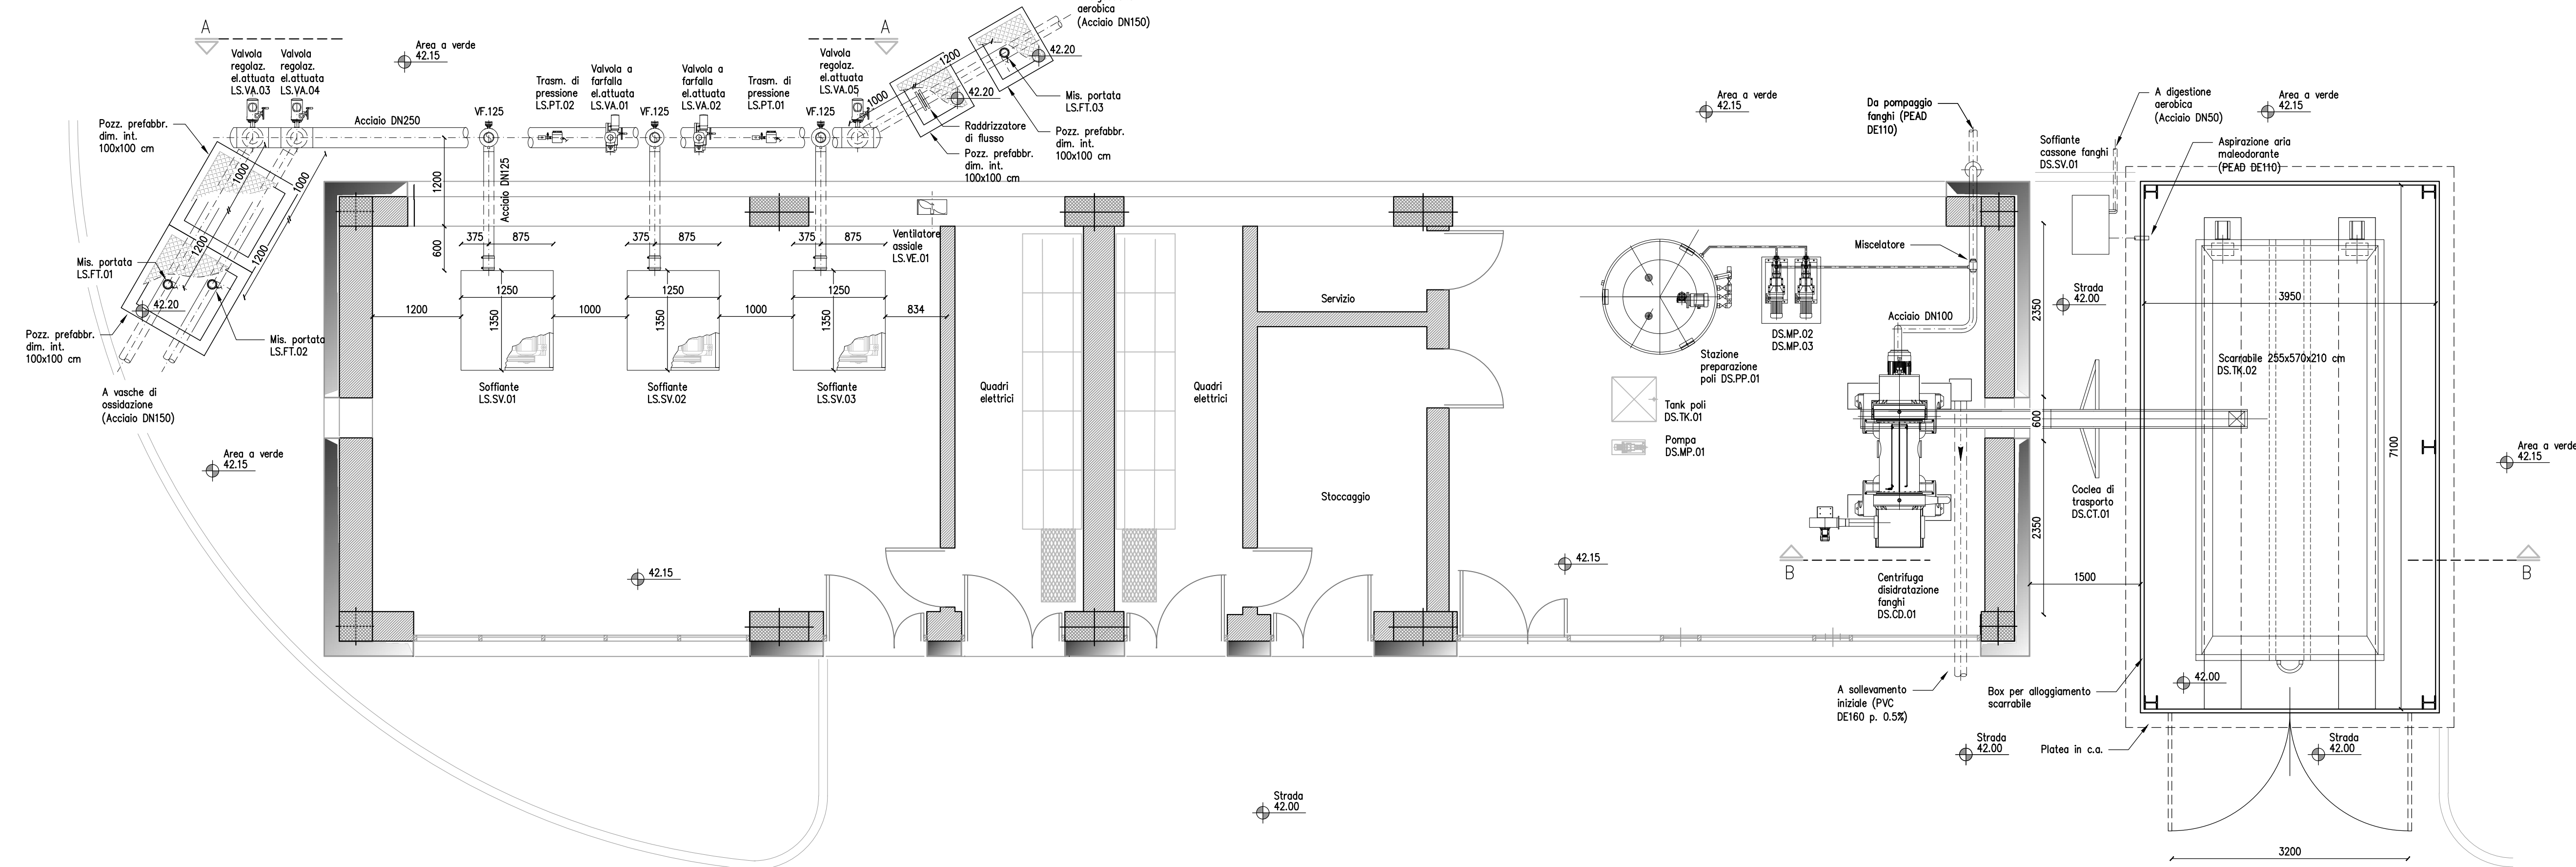 A
A
Area a verde
42.15
Valvola
regolaz.
el.attuata
LS.VA.03
Valvola
regolaz.
el.attuata
LS.VA.04
Pozz. prefabbr.
dim. int.
100x100 cm
Acciaio DN250
VF.125
Trasm. di
pressione
LS.PT.02
Valvola a
farfalla
el.attuata
LS.VA.01
VF.125
Valvola a
farfalla
el.attuata
LS.VA.02
Trasm. di
pressione
LS.PT.01
VF.125
Valvola
regolaz.
el.attuata
LS.VA.05
aerobica
(Acciaio DN150)
1200
42.20
1000
42.20
Mis. portata
LS.FT.03
Raddrizzatore
di flusso
Pozz. prefabbr.
dim. int.
100x100 cm
Pozz. prefabbr.
dim. int.
100x100 cm
1000
1000
1200
1200
Mis. portata
LS.FT.01
42.20
Pozz. prefabbr.
dim. int.
100x100 cm
Mis. portata
LS.FT.02
A vasche di
ossidazione
(Acciaio DN150)
Area a verde
42.15
1200
Acciaio DN125
600
375
875
375
875
375
875
Ventilatore
assiale
LS.VE.01
1200
1250
1350
1000
1250
1350
1000
1250
1350
834
Soffiante
LS.SV.01
Soffiante
LS.SV.02
Soffiante
LS.SV.03
42.15
Quadri
elettrici
Quadri
elettrici
Servizio
Stoccaggio
Area a verde
42.15
Da pompaggio
fanghi (PEAD
DE110)
Miscelatore
DS.MP.02
DS.MP.03
Stazione
preparazione
poli DS.PP.01
Acciaio DN100
Tank poli
DS.TK.01
Pompa
DS.MP.01
42.15
B
Centrifuga
disidratazione
fanghi
DS.CD.01
A sollevamento
iniziale (PVC
DE160 p. 0.5%)
2350
600
2350
Soffiante
cassone fanghi
DS.SV.01
A digestione
aerobica
(Acciaio DN50)
Area a verde
42.15
Aspirazione aria
maleodorante
(PEAD DE110)
Strada
42.00
3950
Scarrabile 255x570x210 cm
DS.TK.02
7100
Area a verde
42.15
Coclea di
trasporto
DS.CT.01
1500
B
42.00
Box per alloggiamento
scarrabile
Platea in c.a.
Strada
42.00
Strada
42.00
Strada
42.00
3200